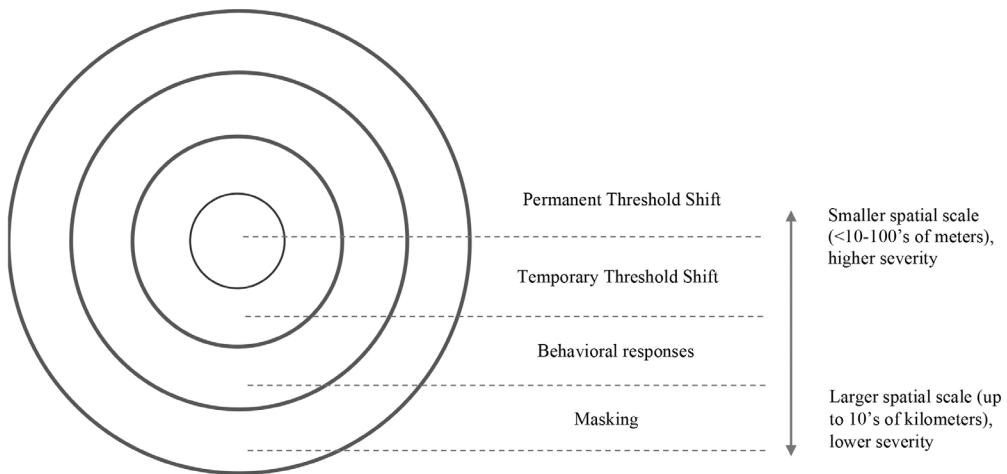 Permanent Threshold Shift
Temporary Threshold Shift
Behavioral responses
Masking
Smaller spatial scale
(<10-100’s of meters),
higher severity
Larger spatial scale (up
to 10’s of kilometers),
lower severity